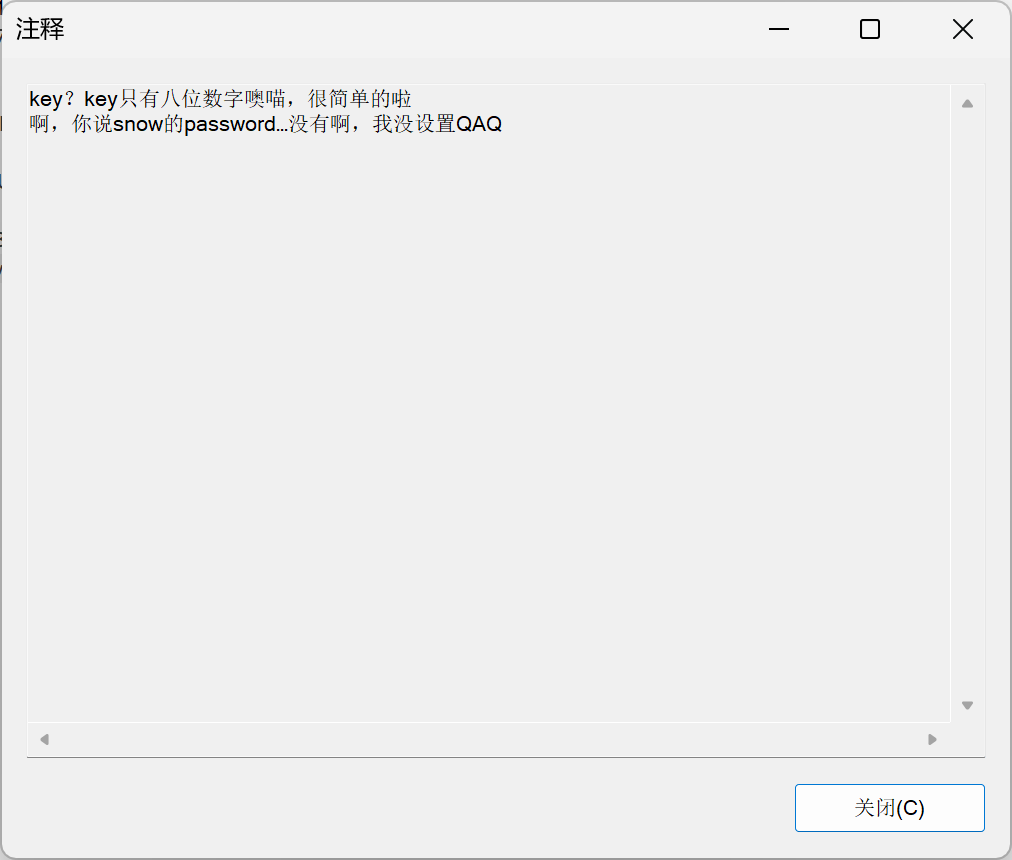 注释
key？key只有八位数字噢喵，很简单的啦
啊，你说snow的password...没有啊，我没设置QAQ
关闭(C)